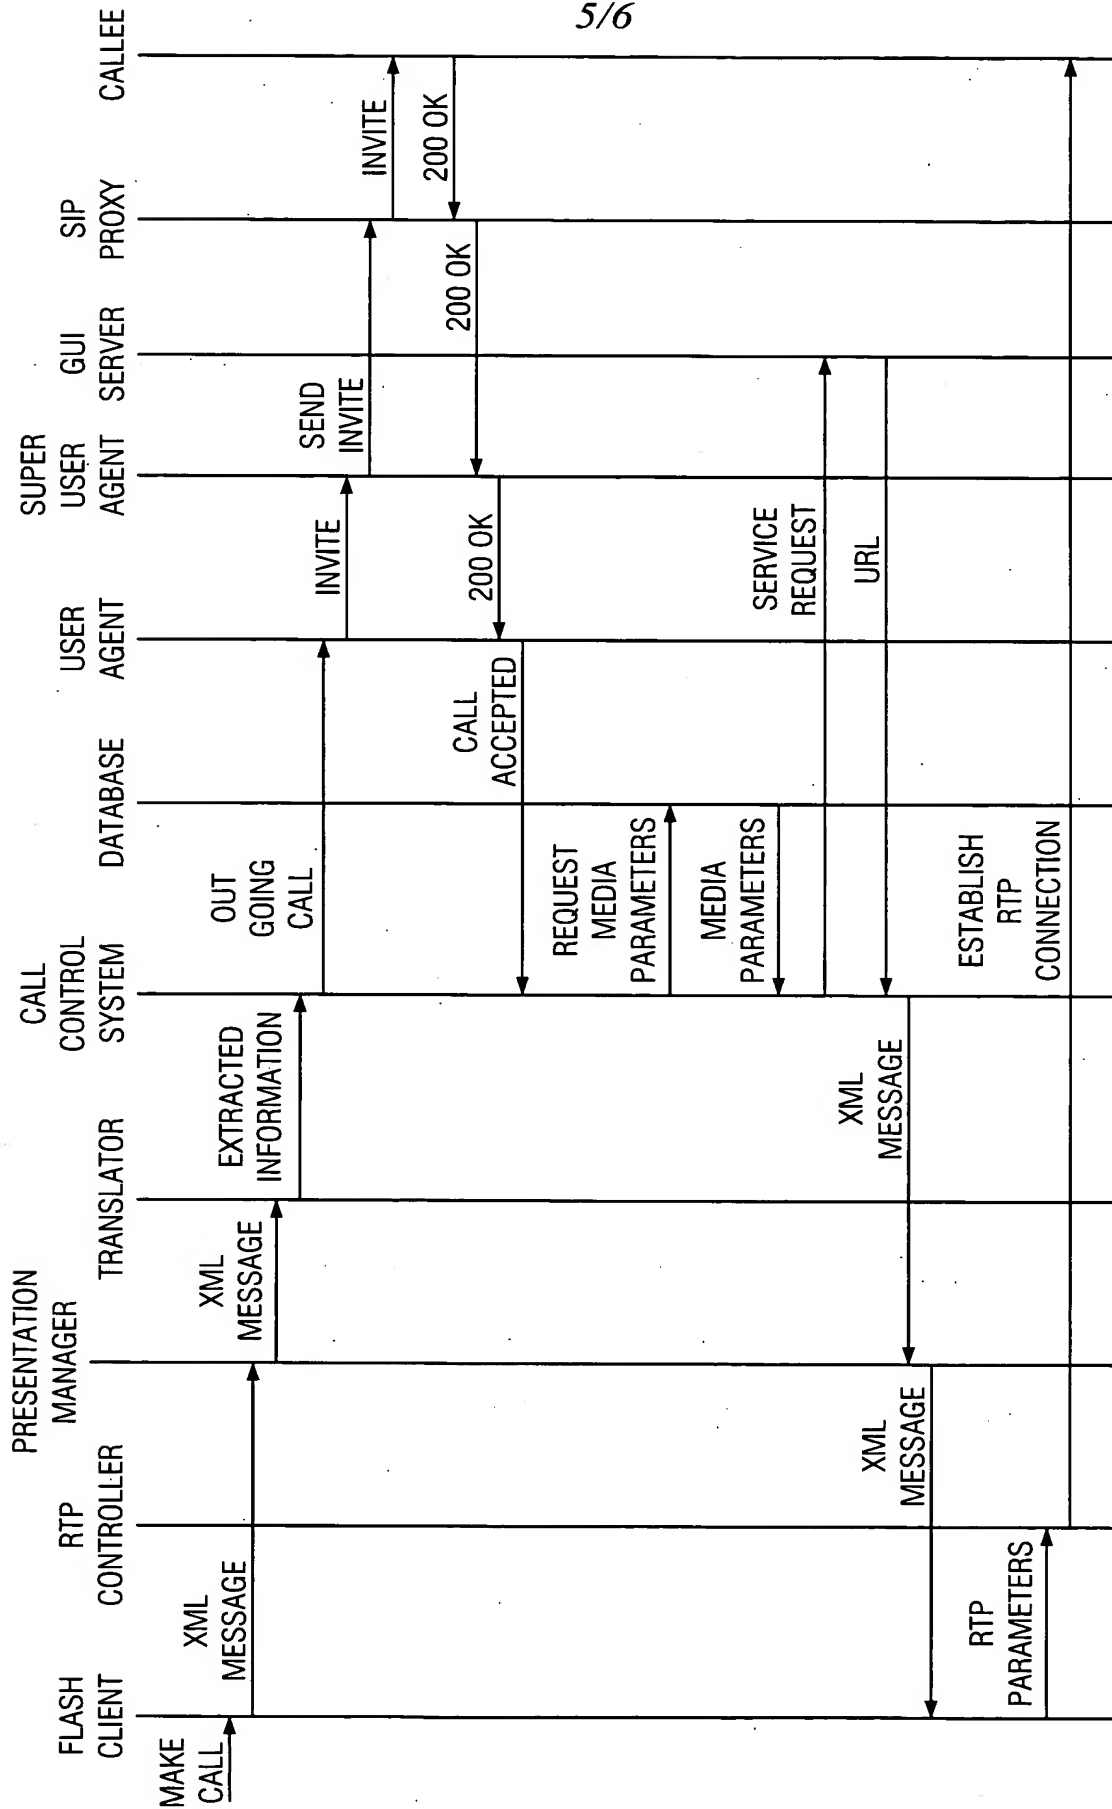 5/6
FLASH
CLIENT
RTP
CONTROLLER
PRESENTATION
MANAGER
TRANSLATOR
CALL
CONTROL
SYSTEM
DATABASE
USER
AGENT
SUPER
USER
AGENT
GUI
SERVER
SIP
PROXY
CALLEE
MAKE
CALL
XML
MESSAGE
XML
MESSAGE
EXTRACTED
INFORMATION
OUT
GOING
CALL
INVITE
SEND
INVITE
INVITE
200 OK
200 OK
200 OK
CALL
ACCEPTED
REQUEST
MEDIA
PARAMETERS
MEDIA
PARAMETERS
SERVICE
REQUEST
URL
XML
MESSAGE
XML
MESSAGE
RTP
PARAMETERS
ESTABLISH
RTP
CONNECTION